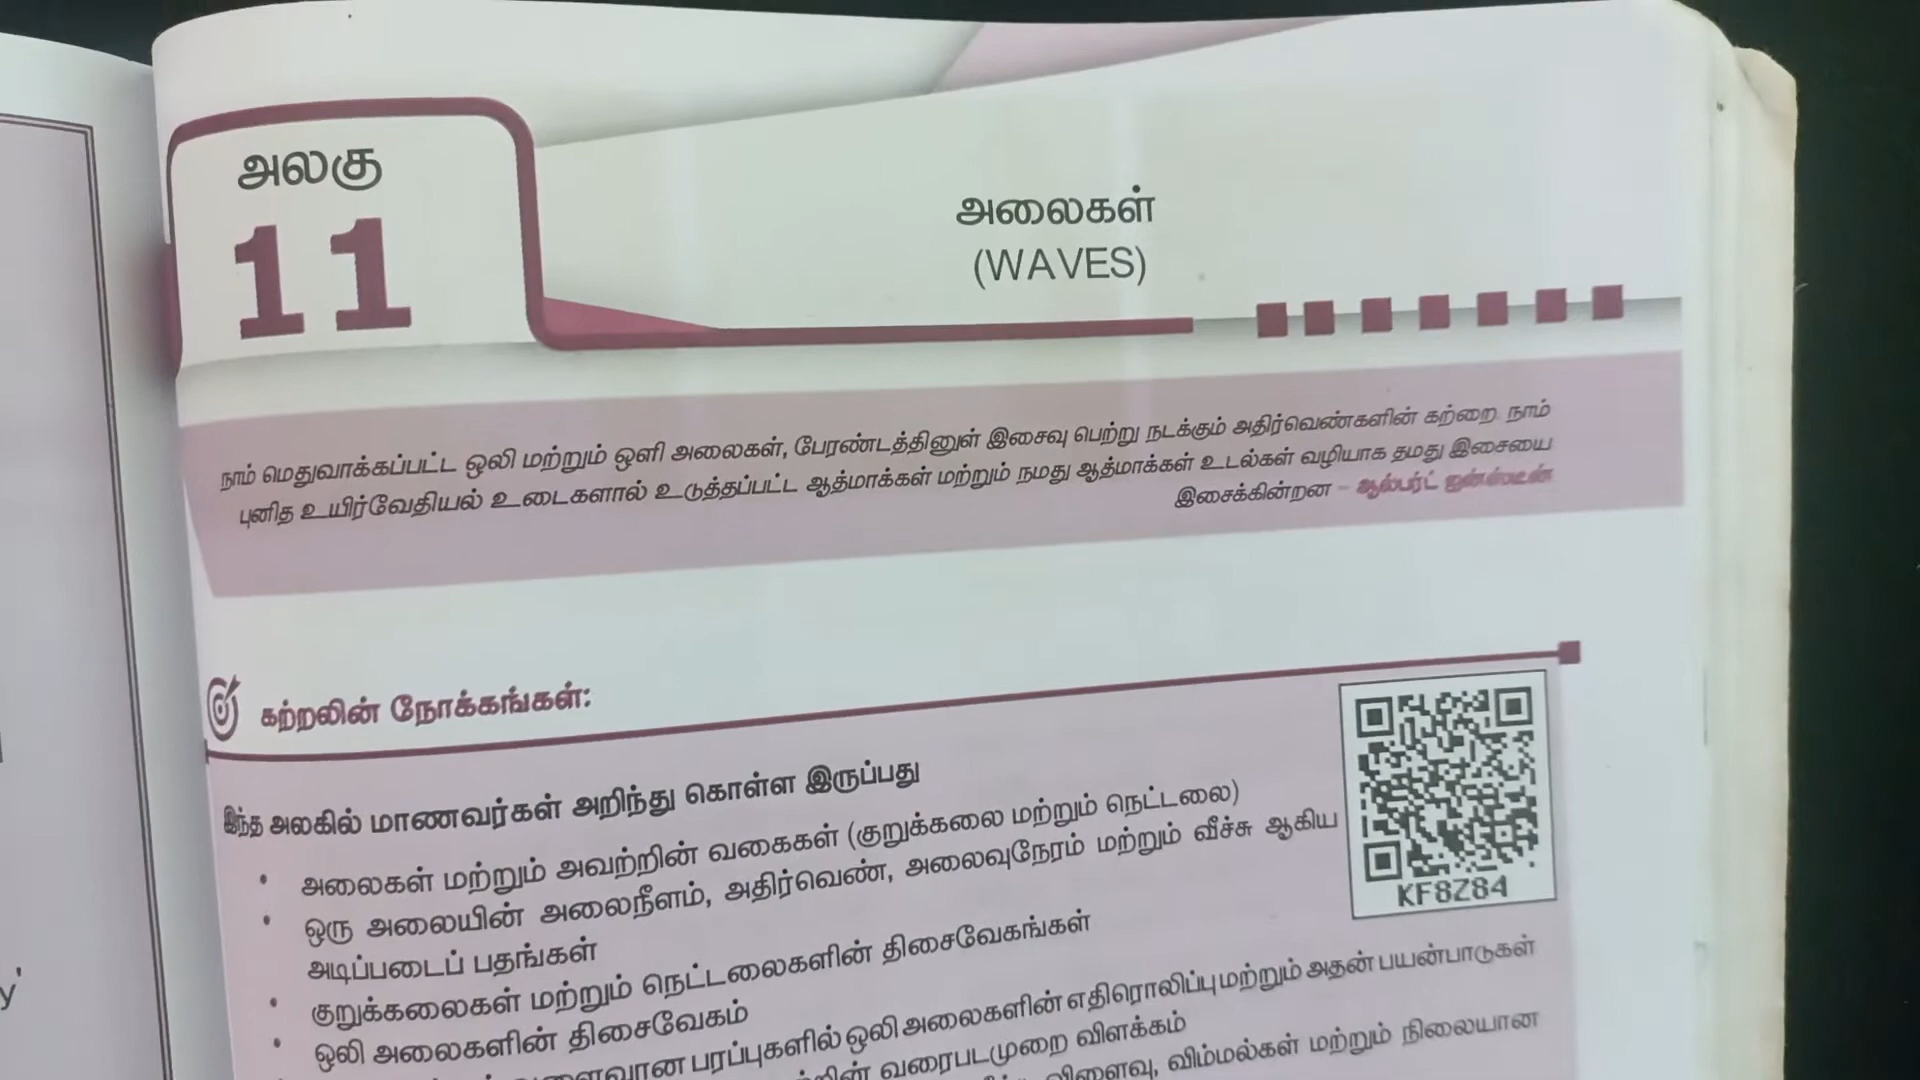 அலகு
11
அலைகள்
(WAVES)
நாம் மெதுவாக்கப்பட்ட ஒலி மற்றும் ஒளி அலைகள், பேரண்டத்தினுள் இசைவு பெற்று நடக்கும் அதிர்வெண்களின் கற்றை. நாம்
புனித உயிர்வேதியல் உடைகளால் உடுத்தப்பட்ட ஆத்மாக்கள் மற்றும் நமது ஆத்மாக்கள் உடல்கள் வழியாக தமது இசையை
இசைக்கின்றன – ஆல்பர்ட் ஐன்ஸ்டீன்
கற்றலின் நோக்கங்கள்:
இந்த அலகில் மாணவர்கள் அறிந்து கொள்ள இருப்பது
• அலைகள் மற்றும் அவற்றின் வகைகள் (குறுக்கலை மற்றும் நெட்டலை)
• ஒரு அலையின் அலைநீளம், அதிர்வெண், அலைவுநேரம் மற்றும் வீச்சு ஆகிய
அடிப்படைப் பதங்கள்
• குறுக்கலைகள் மற்றும் நெட்டலைகளின் திசைவேகங்கள்
• ஒலி அலைகளின் திசைவேகம்
பரப்புகளில் ஒலி அலைகளின் எதிரொலிப்பு மற்றும் அதன் பயன்பாடுகள்
வரைபடமுறை விளக்கம்
விளைவு, விம்மல்கள் மற்றும் நிலையான
KF8Z84
y'